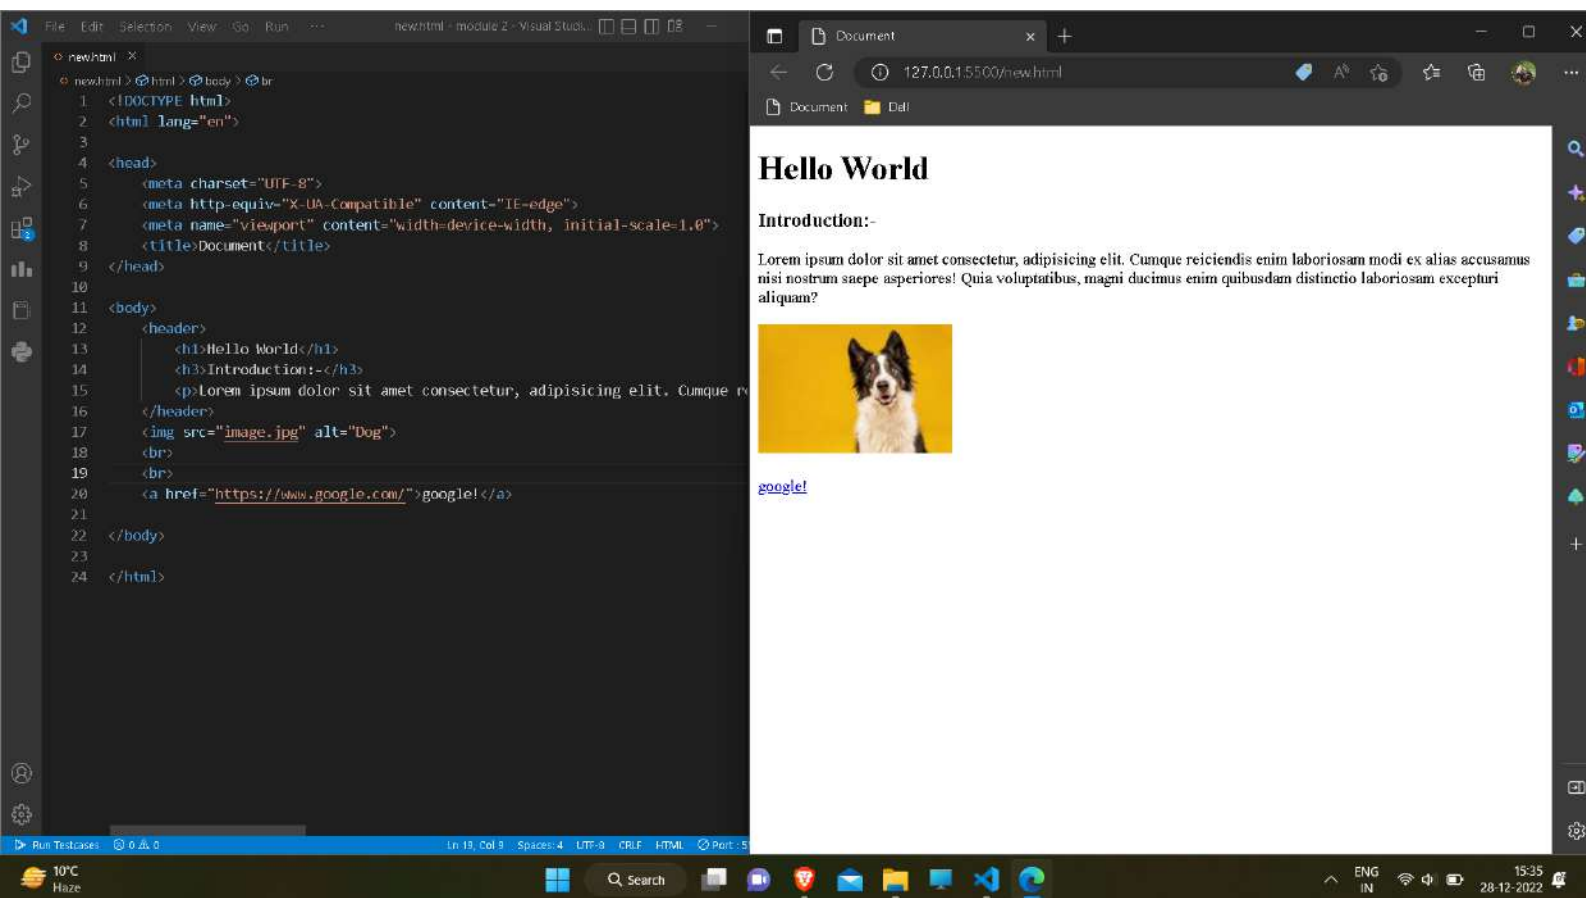 File Edit Selection View Go Run ··· new.html - module 2 - Visual Studi...
new.html ×
new.html > html > body > br
1 <!DOCTYPE html>
2 <html lang="en">
3
4 <head>
5 <meta charset="UTF-8">
6 <meta http-equiv="X-UA-Compatible" content="IE=edge">
7 <meta name="viewport" content="width=device-width, initial-scale=1.0">
8 <title>Document</title>
9 </head>
10
11 <body>
12 <header>
13 <h1>Hello World</h1>
14 <h3>Introduction:-</h3>
15 <p>Lorem ipsum dolor sit amet consectetur, adipisicing elit. Cumque re
16 </header>
17 <img src="image.jpg" alt="Dog">
18 <br>
19 <br>
20 <a href="https://www.google.com/">google!</a>
21
22 </body>
23
24 </html>
Run Testcases 0 0 Ln 19, Col 9 Spaces: 4 UTF-8 CRLF HTML Port : 5
Document
127.0.0.1:5500/new.html
Document Dell
Hello World
Introduction:-
Lorem ipsum dolor sit amet consectetur, adipisicing elit. Cumque reiciendis enim laboriosam modi ex alias accusamus
nisi nostrum saepe asperiores! Quia voluptatibus, magni ducimus enim quibusdam distinctio laboriosam excepturi
aliquam?
google!
10°C
Haze
Search
ENG
IN
15:35
28-12-2022